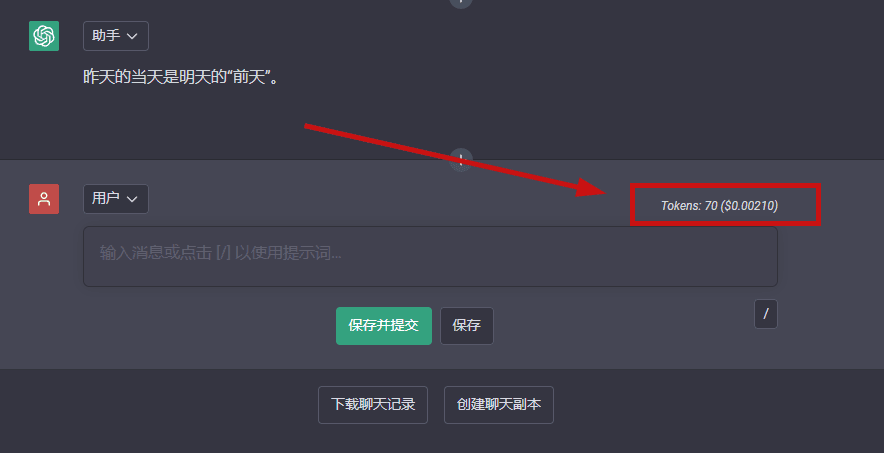 助手
昨天的当天是明天的“前天”。
用户
Tokens: 70 ($0.00210)
输入消息或点击 [/] 以使用提示词...
/
保存并提交 保存
下载聊天记录 创建聊天副本